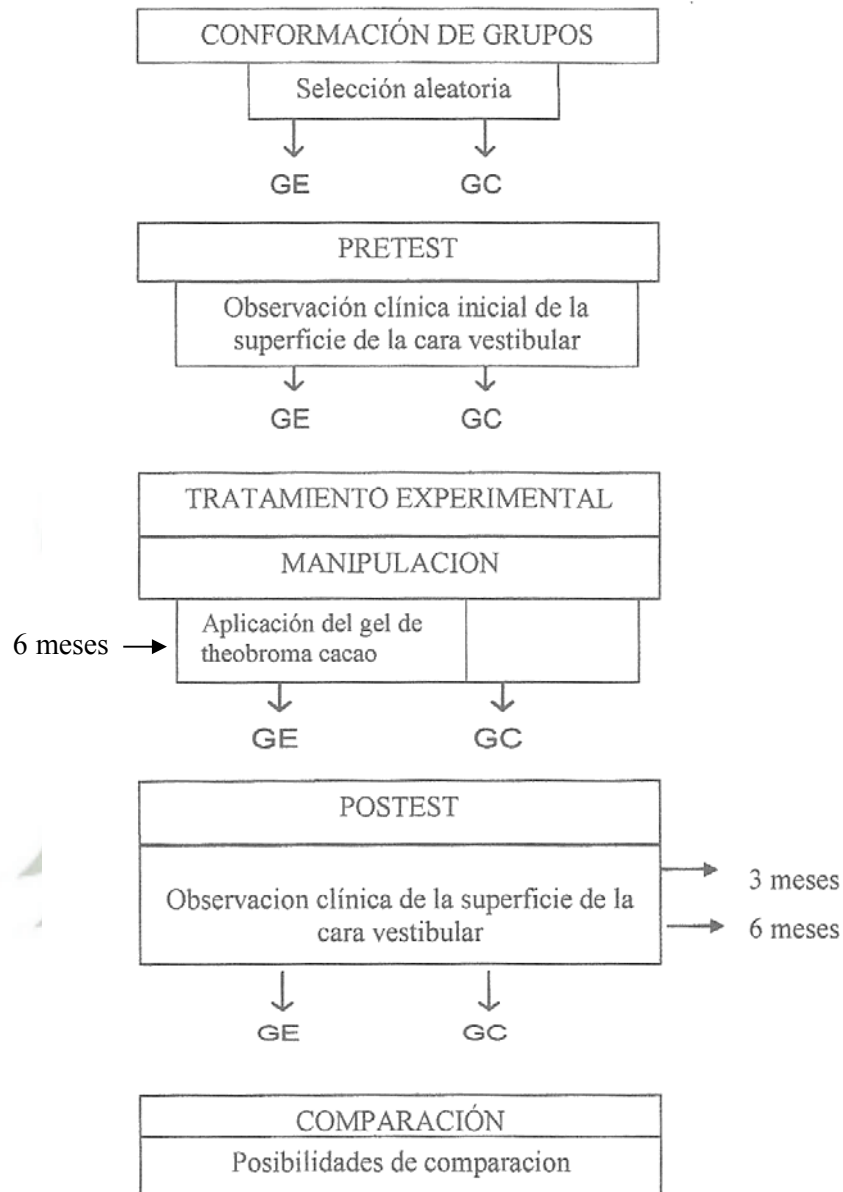 CONFORMACIÓN DE GRUPOS
Selección aleatoria
GE GC
PRETEST
Observación clínica inicial de la
superficie de la cara vestibular
GE GC
TRATAMIENTO EXPERIMENTAL
MANIPULACION
6 meses
Aplicación del gel de
theobroma cacao
GE GC
POSTEST
3 meses
Observacion clínica de la superficie de la
cara vestibular
6 meses
GE GC
COMPARACIÓN
Posibilidades de comparacion